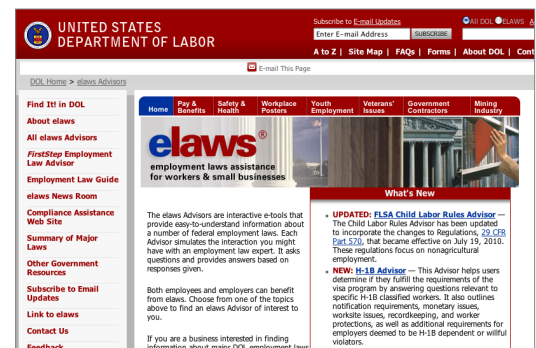 UNITED STATES
DEPARTMENT OF LABOR
Subscribe to E-mail Updates
All DOL ELAWS A
Enter E-mail Address SUBSCRIBE
A to Z | Site Map | FAQs | Forms | About DOL | Cont
E-mail This Page
DOL Home > elaws Advisors
Find It! in DOL
About elaws
All elaws Advisors
FirstStep Employment
Law Advisor
Employment Law Guide
elaws News Room
Compliance Assistance
Web Site
Summary of Major
Laws
Other Government
Resources
Subscribe to Email
Updates
Link to elaws
Contact Us
Feedback
Home
Pay &
Benefits
Safety &
Health
Workplace
Posters
Youth
Employment
Veterans'
Issues
Government
Contractors
Mining
Industry
elaws®
employment laws assistance
for workers & small businesses
The elaws Advisors are interactive e-tools that
provide easy-to-understand information about
a number of federal employment laws. Each
Advisor simulates the interaction you might
have with an employment law expert. It asks
questions and provides answers based on
responses given.
Both employees and employers can benefit
from elaws. Choose from one of the topics
above to find an elaws Advisor of interest to
you.
If you are a business interested in finding
information about major DOL employment laws
What's New
UPDATED: FLSA Child Labor Rules Advisor —
The Child Labor Rules Advisor has been updated
to incorporate the changes to Regulations, 29 CFR
Part 570, that became effective on July 19, 2010.
These regulations focus on nonagricultural
employment.
NEW: H-1B Advisor — This Advisor helps users
determine if they fulfill the requirements of the
visa program by answering questions relevant to
specific H-1B classified workers. It also outlines
notification requirements, monetary issues,
worksite issues, recordkeeping, and worker
protections, as well as additional requirements for
employers deemed to be H-1B dependent or willful
violators.